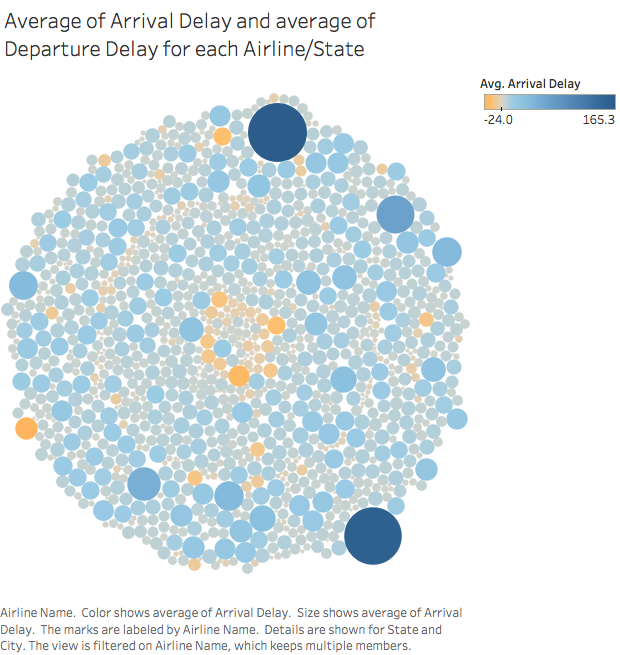 Average of Arrival Delay and average of
Departure Delay for each Airline/State
Avg. Arrival Delay
-24.0 165.3
Airline Name. Color shows average of Arrival Delay. Size shows average of Arrival
Delay. The marks are labeled by Airline Name. Details are shown for State and
City. The view is filtered on Airline Name, which keeps multiple members.